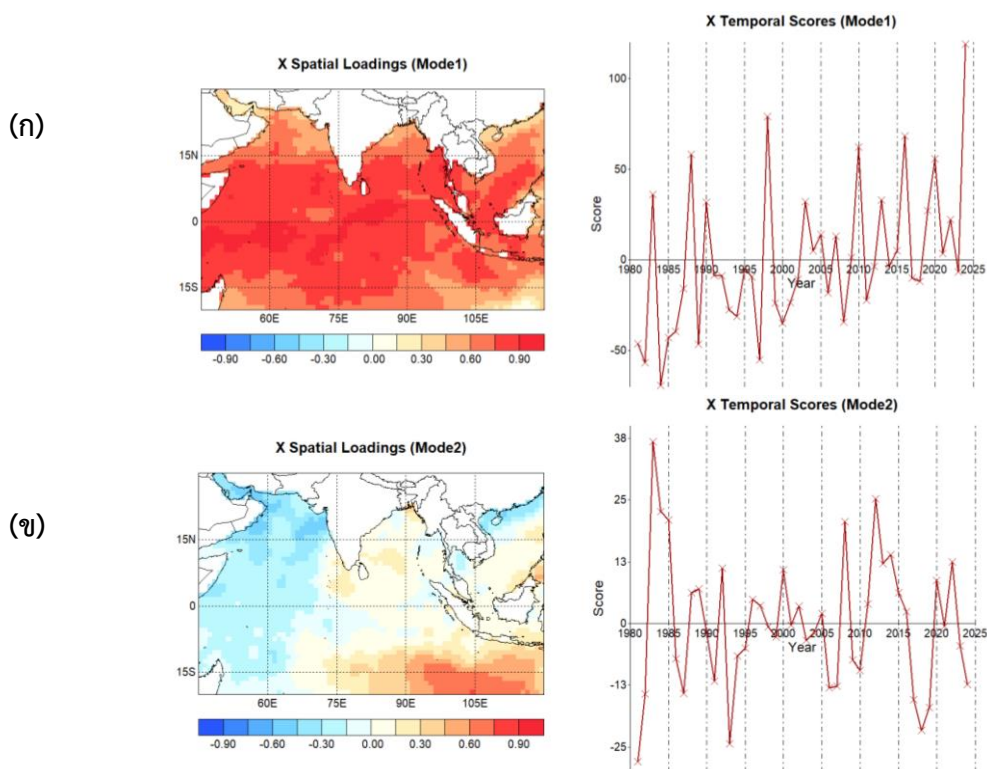 (ก)
X Spatial Loadings (Mode1)
15N
0
15S
60E 75E 90E 105E
-0.90 -0.60 -0.30 0.00 0.30 0.60 0.90
X Temporal Scores (Mode1)
Score
100
50
0
-50
1980 1985 1990 1995 2000 2005 2010 2015 2020 2025
Year
(ข)
X Spatial Loadings (Mode2)
15N
0
15S
60E 75E 90E 105E
-0.90 -0.60 -0.30 0.00 0.30 0.60 0.90
X Temporal Scores (Mode2)
Score
38
25
13
0
-13
-25
1980 1985 1990 1995 2000 2005 2010 2015 2020 2025
Year